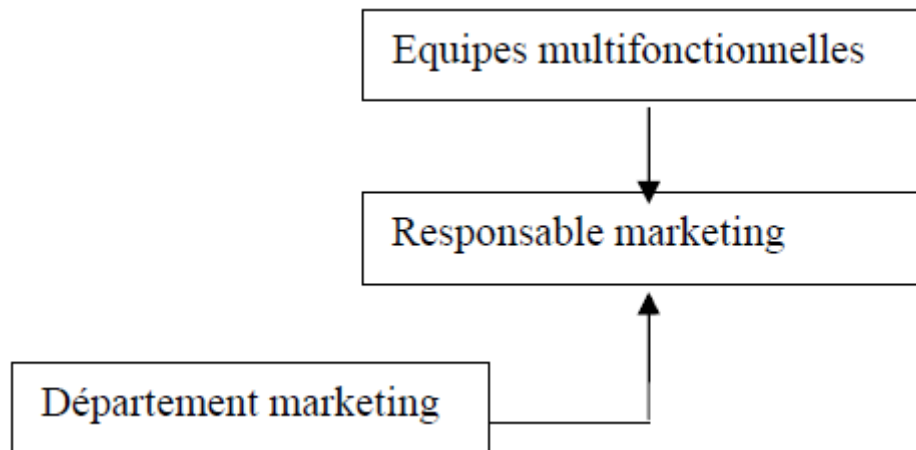 Equipes multifonctionnelles
Responsable marketing
Département marketing